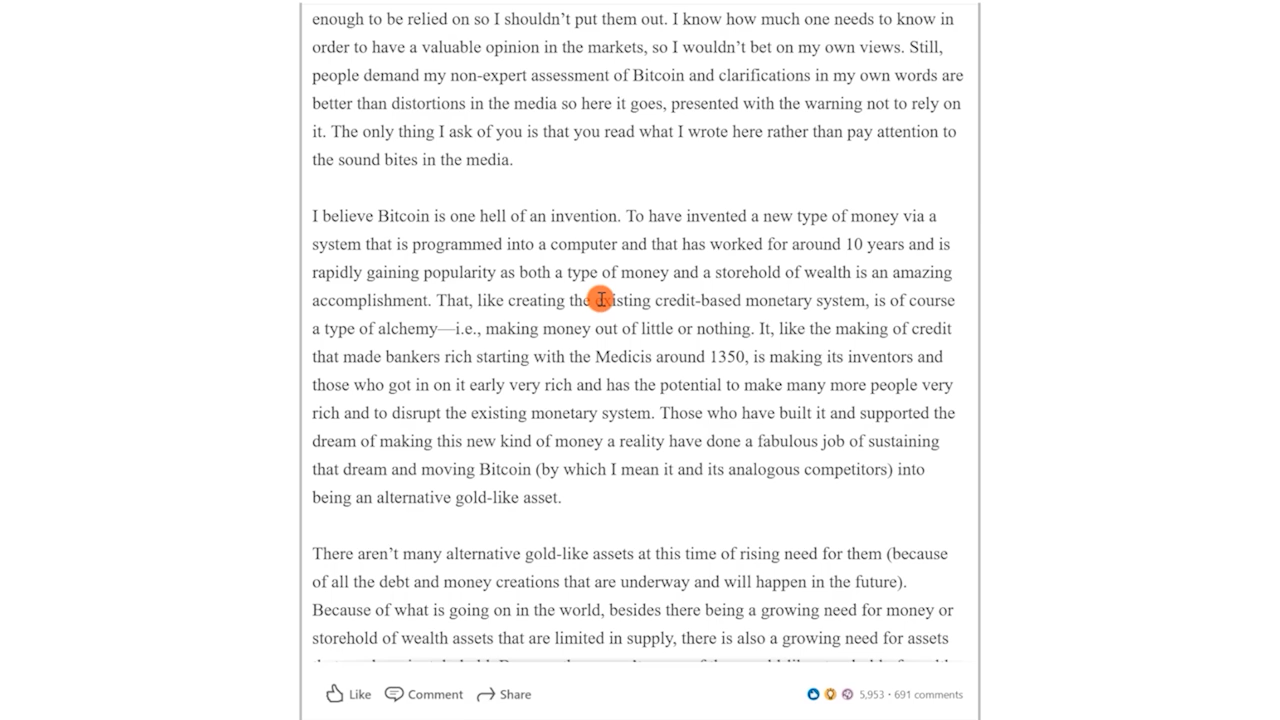 enough to be relied on so I shouldn’t put them out. I know how much one needs to know in
order to have a valuable opinion in the markets, so I wouldn’t bet on my own views. Still,
people demand my non-expert assessment of Bitcoin and clarifications in my own words are
better than distortions in the media so here it goes, presented with the warning not to rely on
it. The only thing I ask of you is that you read what I wrote here rather than pay attention to
the sound bites in the media.
I believe Bitcoin is one hell of an invention. To have invented a new type of money via a
system that is programmed into a computer and that has worked for around 10 years and is
rapidly gaining popularity as both a type of money and a storehold of wealth is an amazing
accomplishment. That, like creating the existing credit-based monetary system, is of course
a type of alchemy—i.e., making money out of little or nothing. It, like the making of credit
that made bankers rich starting with the Medicis around 1350, is making its inventors and
those who got in on it early very rich and has the potential to make many more people very
rich and to disrupt the existing monetary system. Those who have built it and supported the
dream of making this new kind of money a reality have done a fabulous job of sustaining
that dream and moving Bitcoin (by which I mean it and its analogous competitors) into
being an alternative gold-like asset.
There aren’t many alternative gold-like assets at this time of rising need for them (because
of all the debt and money creations that are underway and will happen in the future).
Because of what is going on in the world, besides there being a growing need for money or
storehold of wealth assets that are limited in supply, there is also a growing need for assets
Like Comment Share 5,953 • 691 comments